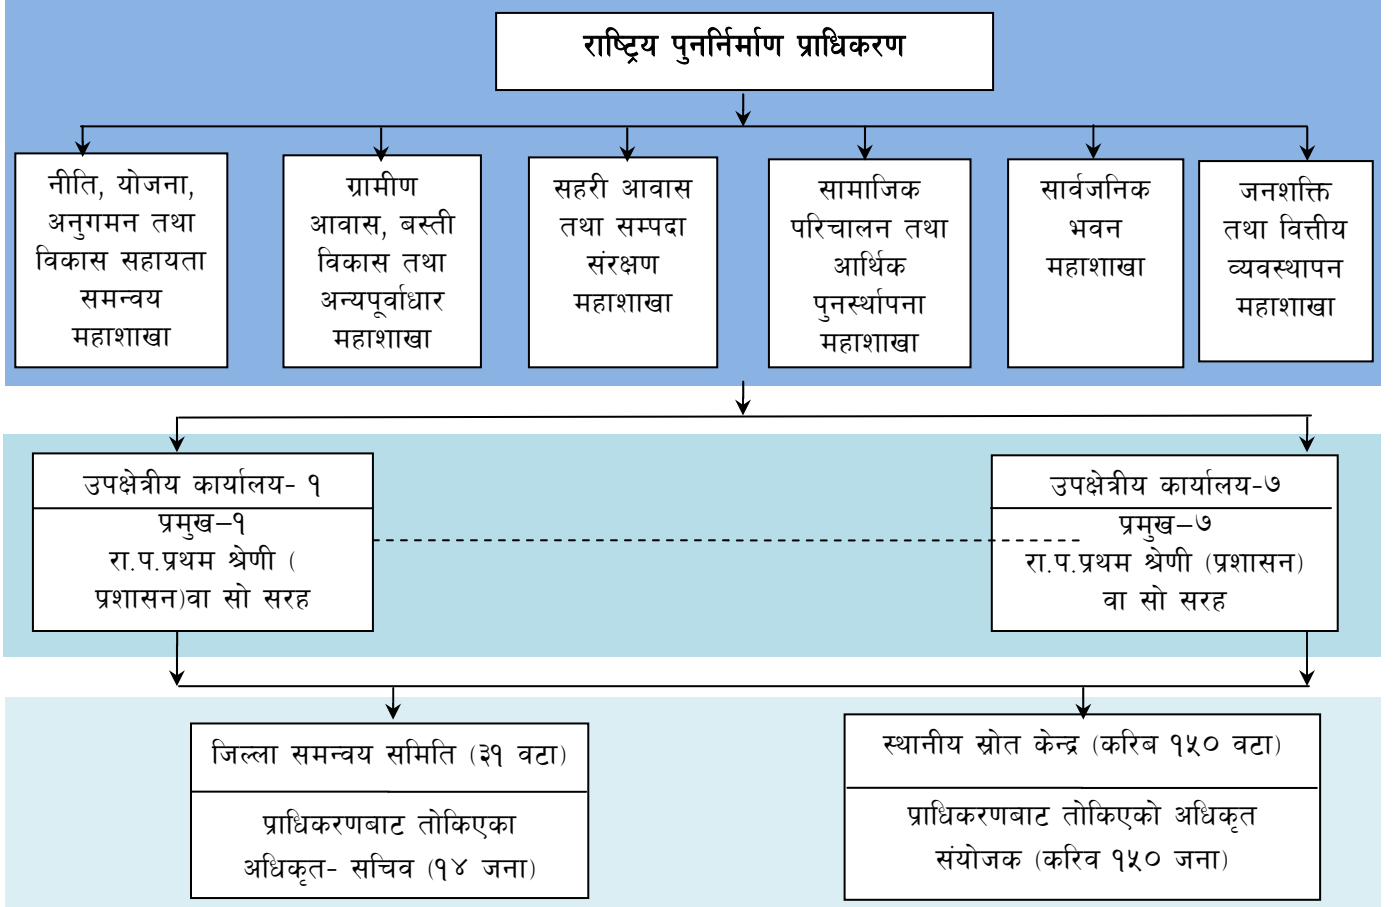 राष्ट्रिय पुनर्निर्माण प्राधिकरण
नीति, योजना,
अनुगमन तथा
विकास सहायता
समन्वय
महाशाखा
ग्रामीण
आवास, बस्ती
विकास तथा
अन्यपूर्वाधार
महाशाखा
सहरी आवास
तथा सम्पदा
संरक्षण
महाशाखा
सामाजिक
परिचालन तथा
आर्थिक
पुनर्स्थापना
महाशाखा
सार्वजनिक
भवन
महाशाखा
जनशक्ति
तथा वित्तीय
व्यवस्थापन
महाशाखा
उपक्षेत्रीय कार्यालय- १
प्रमुख–१
रा.प.प्रथम श्रेणी (
प्रशासन)वा सो सरह
उपक्षेत्रीय कार्यालय-७
प्रमुख–७
रा.प.प्रथम श्रेणी (प्रशासन)
वा सो सरह
जिल्ला समन्वय समिति (३१ वटा)
प्राधिकरणबाट तोकिएका
अधिकृत- सचिव (१४ जना)
स्थानीय स्रोत केन्द्र (करिब १५० वटा)
प्राधिकरणबाट तोकिएको अधिकृत
संयोजक (करिव १५० जना)